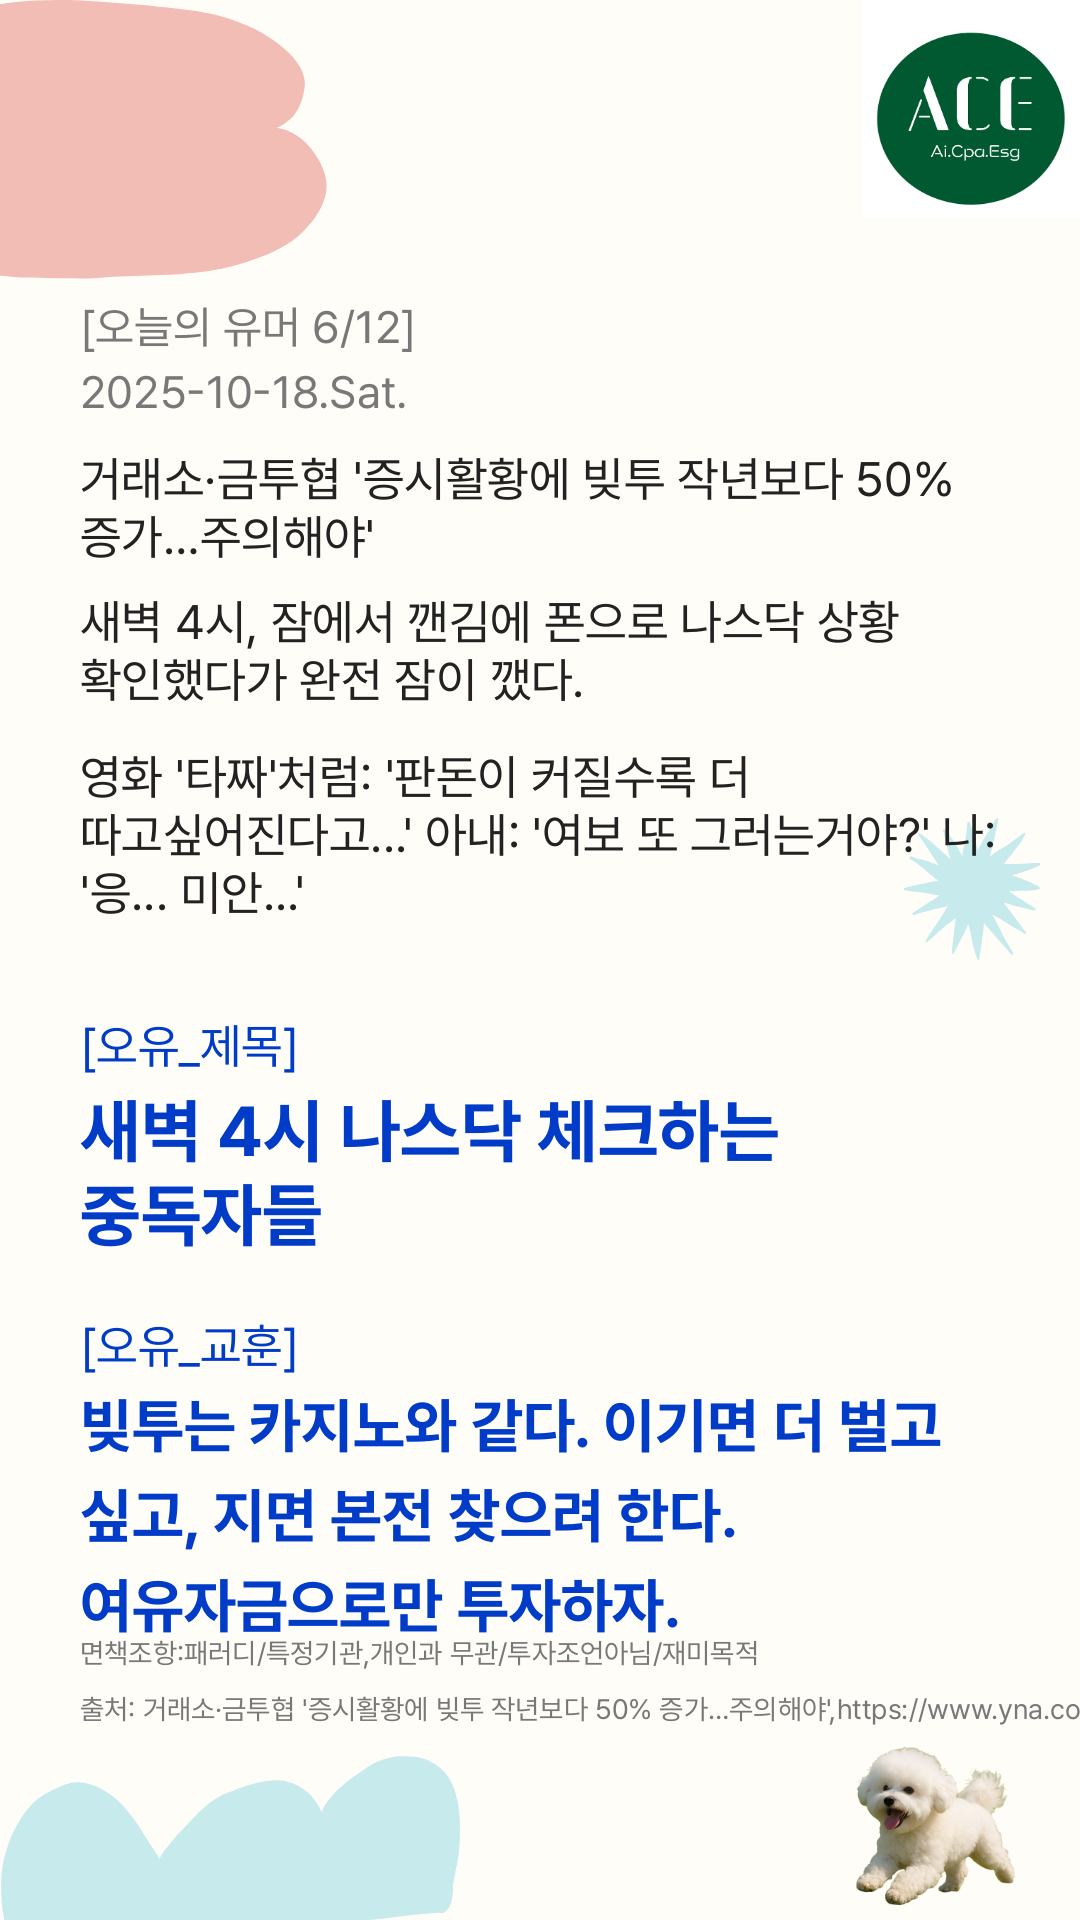 ACE
Ai.Cpa.Esg
[오늘의 유머 6/12]
2025-10-18.Sat.
거래소·금투협 '증시활황에 빚투 작년보다 50%
증가...주의해야'
새벽 4시, 잠에서 깬김에 폰으로 나스닥 상황
확인했다가 완전 잠이 깼다.
영화 '타짜'처럼: '판돈이 커질수록 더
따고싶어진다고...' 아내: '여보 또 그러는거야?' 나:
'응... 미안...'
[오유_제목]
새벽 4시 나스닥 체크하는
중독자들
[오유_교훈]
빚투는 카지노와 같다. 이기면 더 벌고
싶고, 지면 본전 찾으려 한다.
여유자금으로만 투자하자.
면책조항:패러디/특정기관,개인과 무관/투자조언아님/재미목적
출처: 거래소·금투협 '증시활황에 빚투 작년보다 50% 증가...주의해야',https://www.yna.co